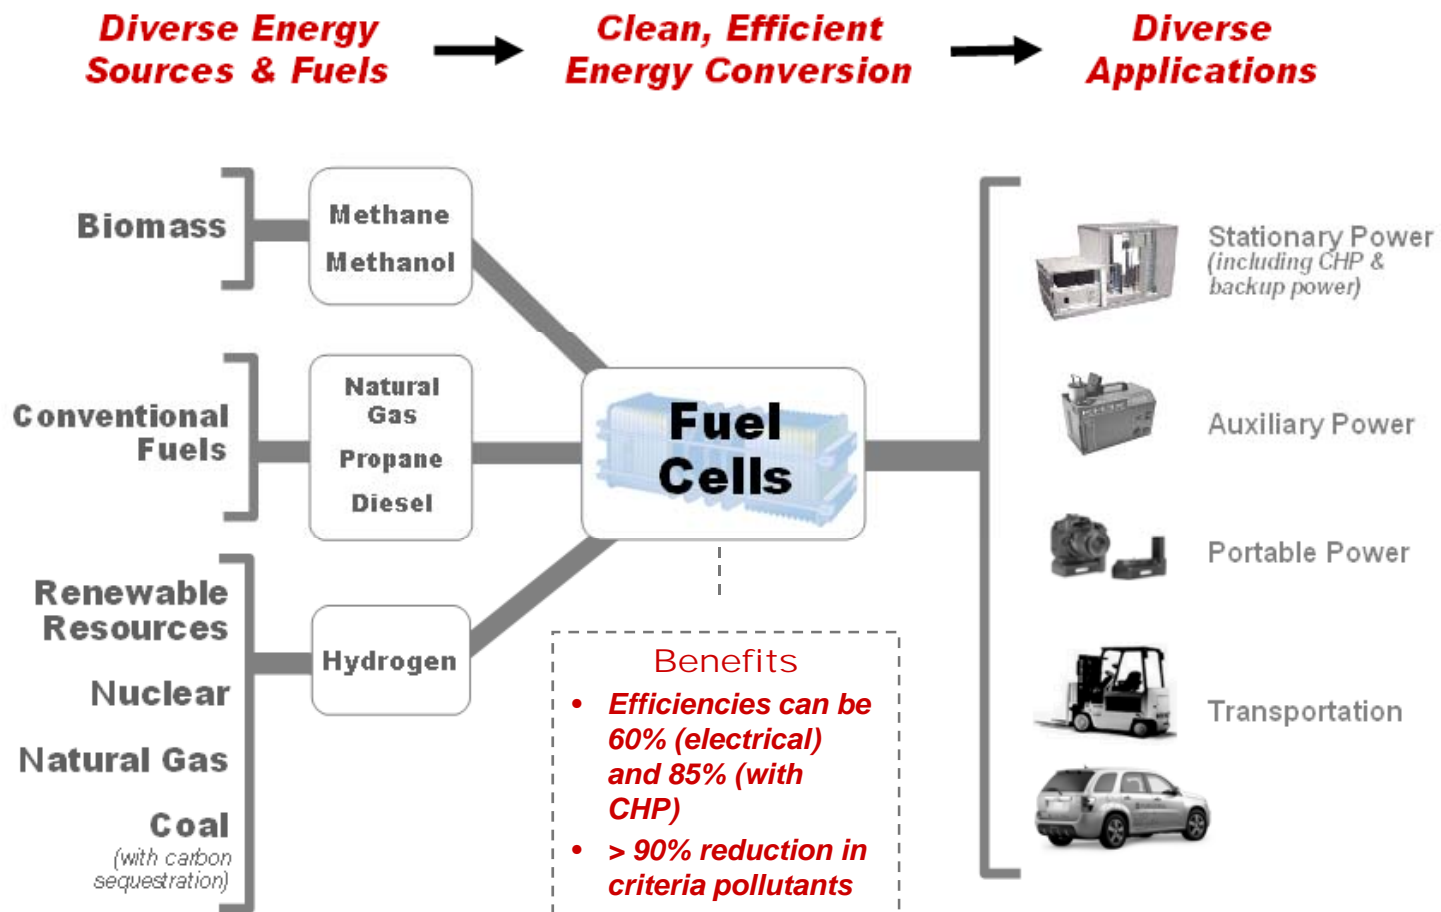 Diverse Energy
Sources & Fuels
Clean, Efficient
Energy Conversion
Diverse
Applications
Biomass
Methane
Methanol
Conventional
Fuels
Natural
Gas
Propane
Diesel
Renewable
Resources
Nuclear
Natural Gas
Coal
(with carbon
sequestration)
Hydrogen
Fuel
Cells
Benefits
• Efficiencies can be
60% (electrical)
and 85% (with
CHP)
• > 90% reduction in
criteria pollutants
Stationary Power
(including CHP &
backup power)
Auxiliary Power
Portable Power
Transportation